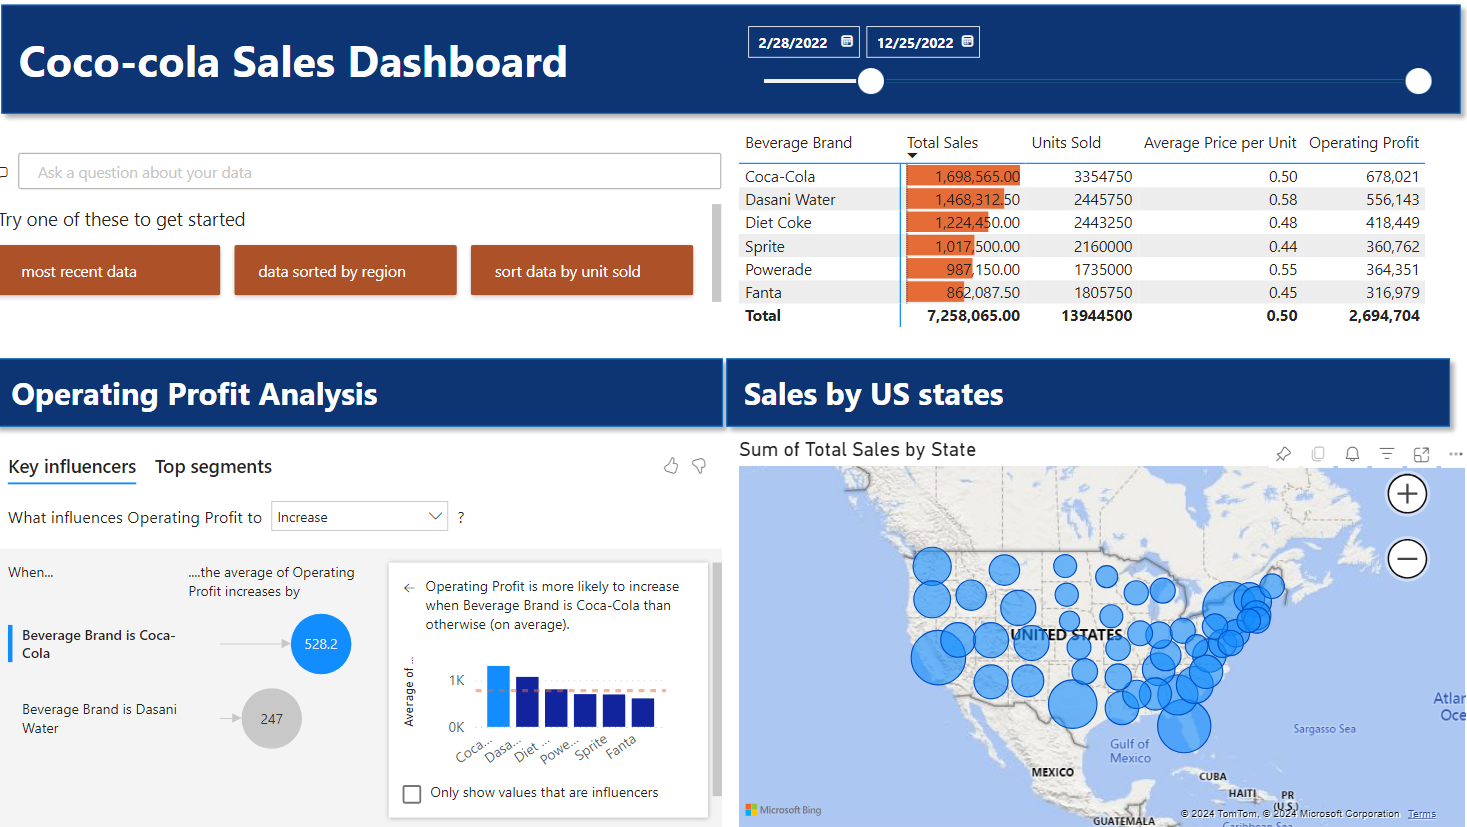 Coco-cola Sales Dashboard
2/28/2022
12/25/2022
Ask a question about your data
Try one of these to get started
most recent data
data sorted by region
sort data by unit sold
Beverage Brand Total Sales Units Sold Average Price per Unit Operating Profit
Coca-Cola 1,698,565.00 3354750 0.50 678,021
Dasani Water 1,468,312.50 2445750 0.58 556,143
Diet Coke 1,224,450.00 2443250 0.48 418,449
Sprite 1,017,500.00 2160000 0.44 360,762
Powerade 987,150.00 1735000 0.55 364,351
Fanta 862,087.50 1805750 0.45 316,979
Total 7,258,065.00 13944500 0.50 2,694,704
Operating Profit Analysis
Key influencers
Top segments
What influences Operating Profit to Increase ?
When...
....the average of Operating
Profit increases by
Beverage Brand is Coca-
Cola
528.2
Beverage Brand is Dasani
Water
247
← Operating Profit is more likely to increase
when Beverage Brand is Coca-Cola than
otherwise (on average).
Average of ...
1K
0K
Coca...
Dasa...
Diet ...
Powe...
Sprite
Fanta
Only show values that are influencers
Sales by US states
Sum of Total Sales by State
UNITED STATES
Atlan
Oce
Sargasso Sea
Gulf of
Mexico
MEXICO
CUBA
HAITI
PR
(U.S.)
GUATEMALA
Caribbean Sea
Microsoft Bing
© 2024 TomTom, © 2024 Microsoft Corporation Terms